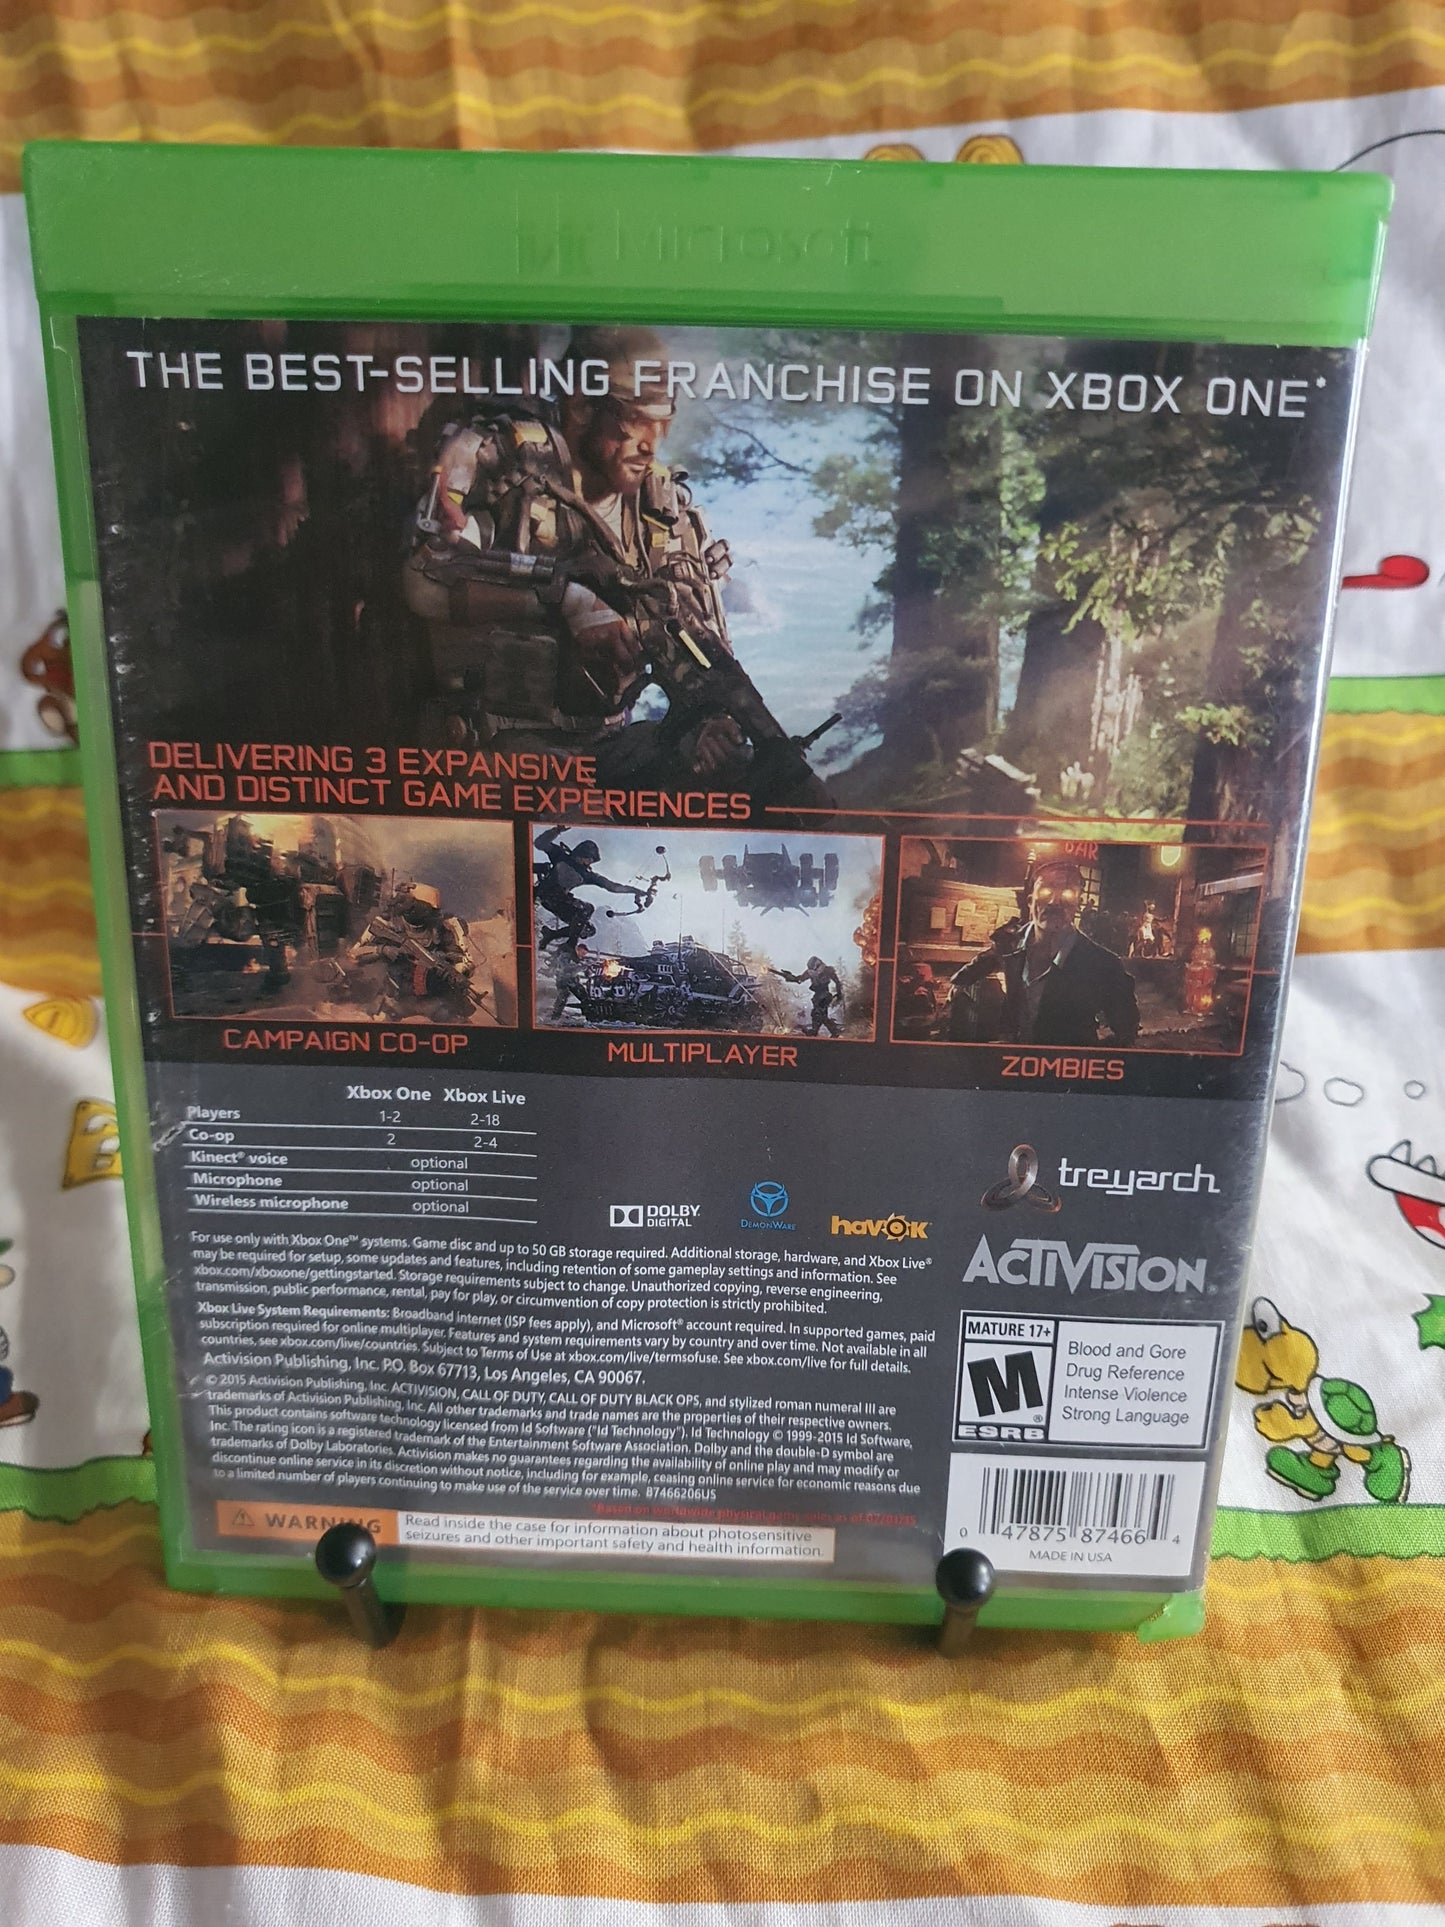 Microsoft
THE BEST-SELLING FRANCHISE ON XBOX ONE*
DELIVERING 3 EXPANSIVE
AND DISTINCT GAME EXPERIENCES
BAR
CAMPAIGN CO-OP
MULTIPLAYER
ZOMBIES
Xbox One Xbox Live
Players 1-2 2-18
Co-op 2 2-4
Kinect® voice optional
Microphone optional
Wireless microphone optional
DOLBY
DIGITAL
DEMONWARE
havok
treyarch
ACTIVISION
For use only with Xbox One™ systems. Game disc and up to 50 GB storage required. Additional storage, hardware, and Xbox Live®
may be required for setup, some updates and features, including retention of some gameplay settings and information. See
xbox.com/xboxone/gettingstarted. Storage requirements subject to change. Unauthorized copying, reverse engineering,
transmission, public performance, rental, pay for play, or circumvention of copy protection is strictly prohibited.
Xbox Live System Requirements: Broadband internet (ISP fees apply), and Microsoft® account required. In supported games, paid
subscription required for online multiplayer. Features and system requirements vary by country and over time. Not available in all
countries, see xbox.com/live/countries. Subject to Terms of Use at xbox.com/live/termsofuse. See xbox.com/live for full details.
Activision Publishing, Inc. P.O. Box 67713, Los Angeles, CA 90067.
© 2015 Activision Publishing, Inc. ACTIVISION, CALL OF DUTY, CALL OF DUTY BLACK OPS, and stylized roman numeral III are
trademarks of Activision Publishing, Inc. All other trademarks and trade names are the properties of their respective owners.
This product contains software technology licensed from Id Software ("Id Technology"). Id Technology © 1999-2015 Id Software,
Inc. The rating icon is a registered trademark of the Entertainment Software Association. Dolby and the double-D symbol are
trademarks of Dolby Laboratories. Activision makes no guarantees regarding the availability of online play and may modify or
discontinue online service in its discretion without notice, including for example, ceasing online service for economic reasons due
to a limited number of players continuing to make use of the service over time. 87466206US
*Based on worldwide physical game sales as of 07/01/15
WARNING
Read inside the case for information about photosensitive
seizures and other important safety and health information.
MATURE 17+
M®
ESRB
Blood and Gore
Drug Reference
Intense Violence
Strong Language
0 47875 87466 4
MADE IN USA